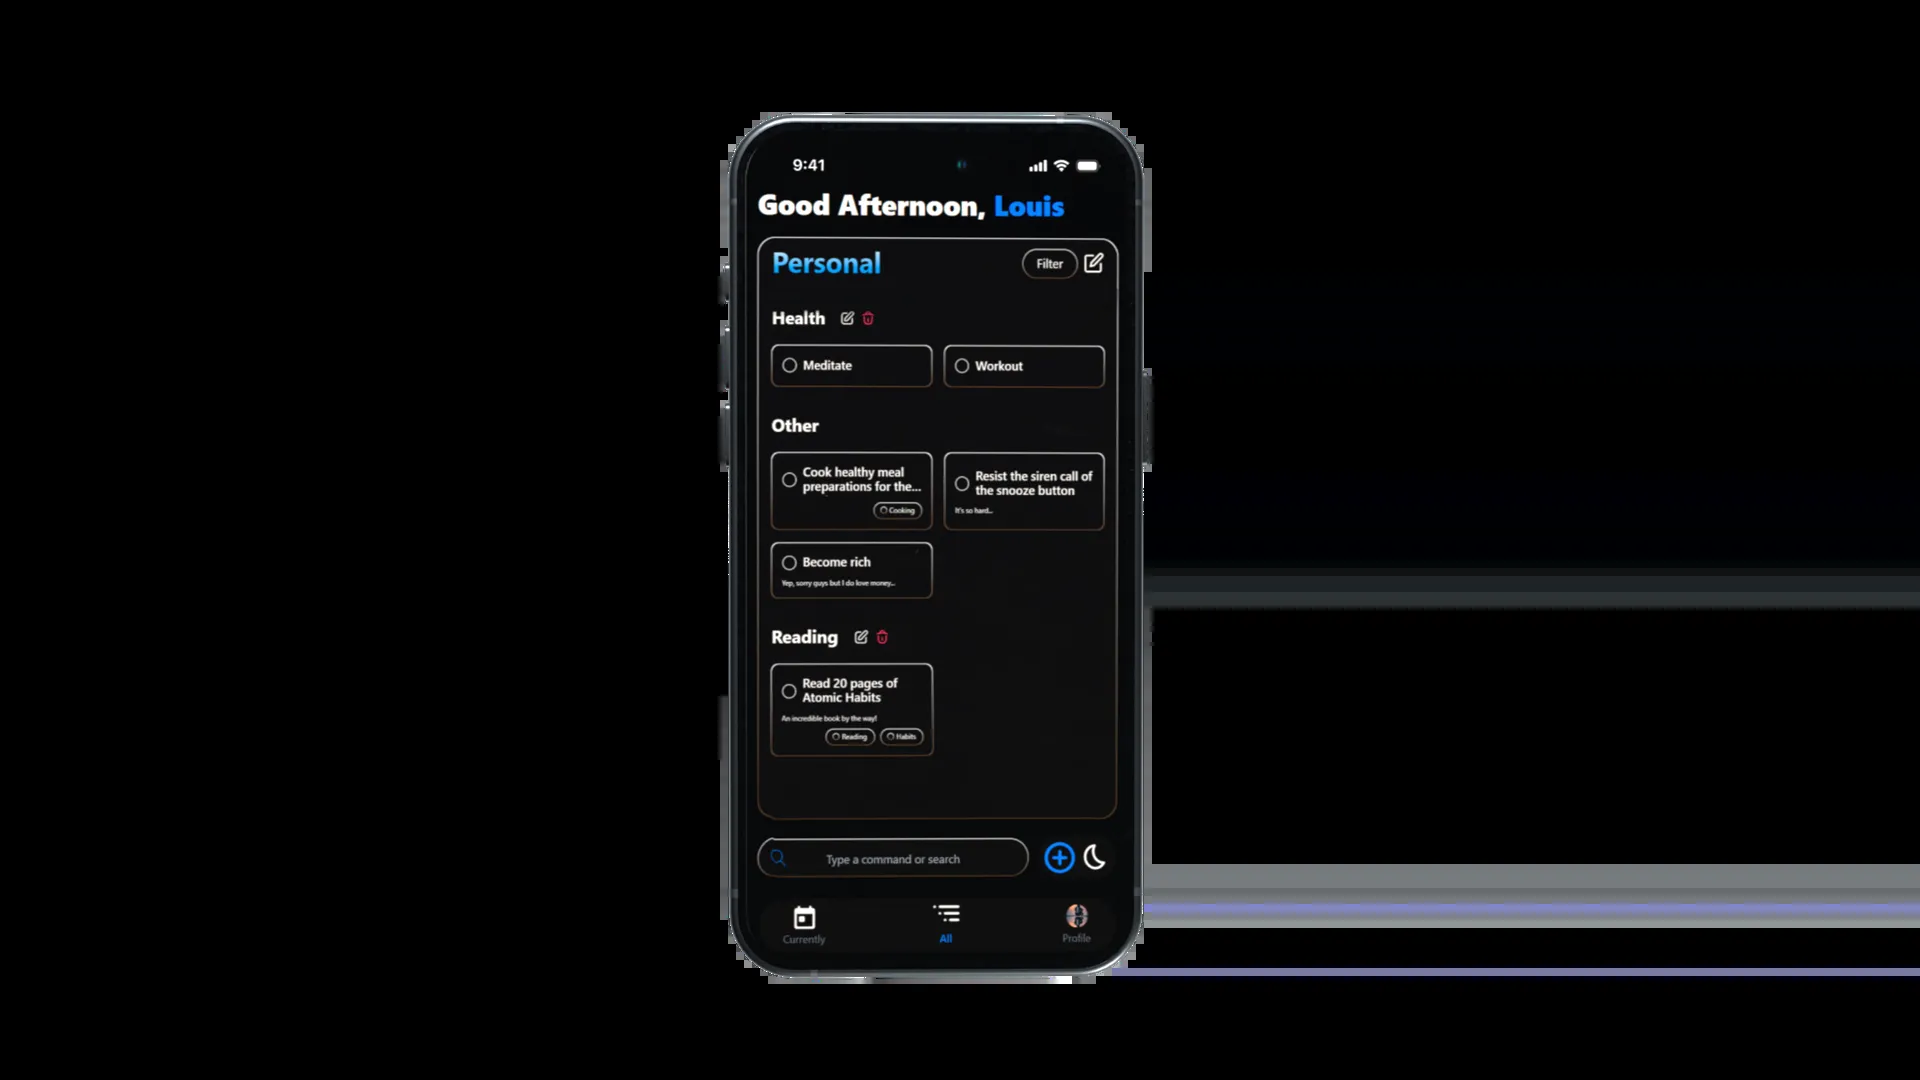 9:41
Good Afternoon, Louis
Personal
Filter
Health
Meditate
Workout
Other
Cook healthy meal
preparations for the...
Cooking
Resist the siren call of
the snooze button
It's so hard...
Become rich
Yep, sorry guys but I do love money...
Reading
Read 20 pages of
Atomic Habits
An incredible book by the way!
Reading
Habits
Type a command or search
Currently
All
Profile